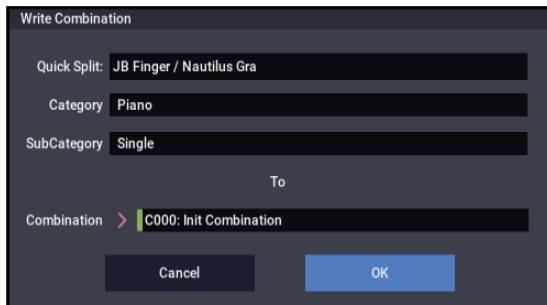 Write Combination
Quick Split: JB Finger / Nautilus Gra
Category Piano
SubCategory Single
To
Combination > C000: Init Combination
Cancel OK